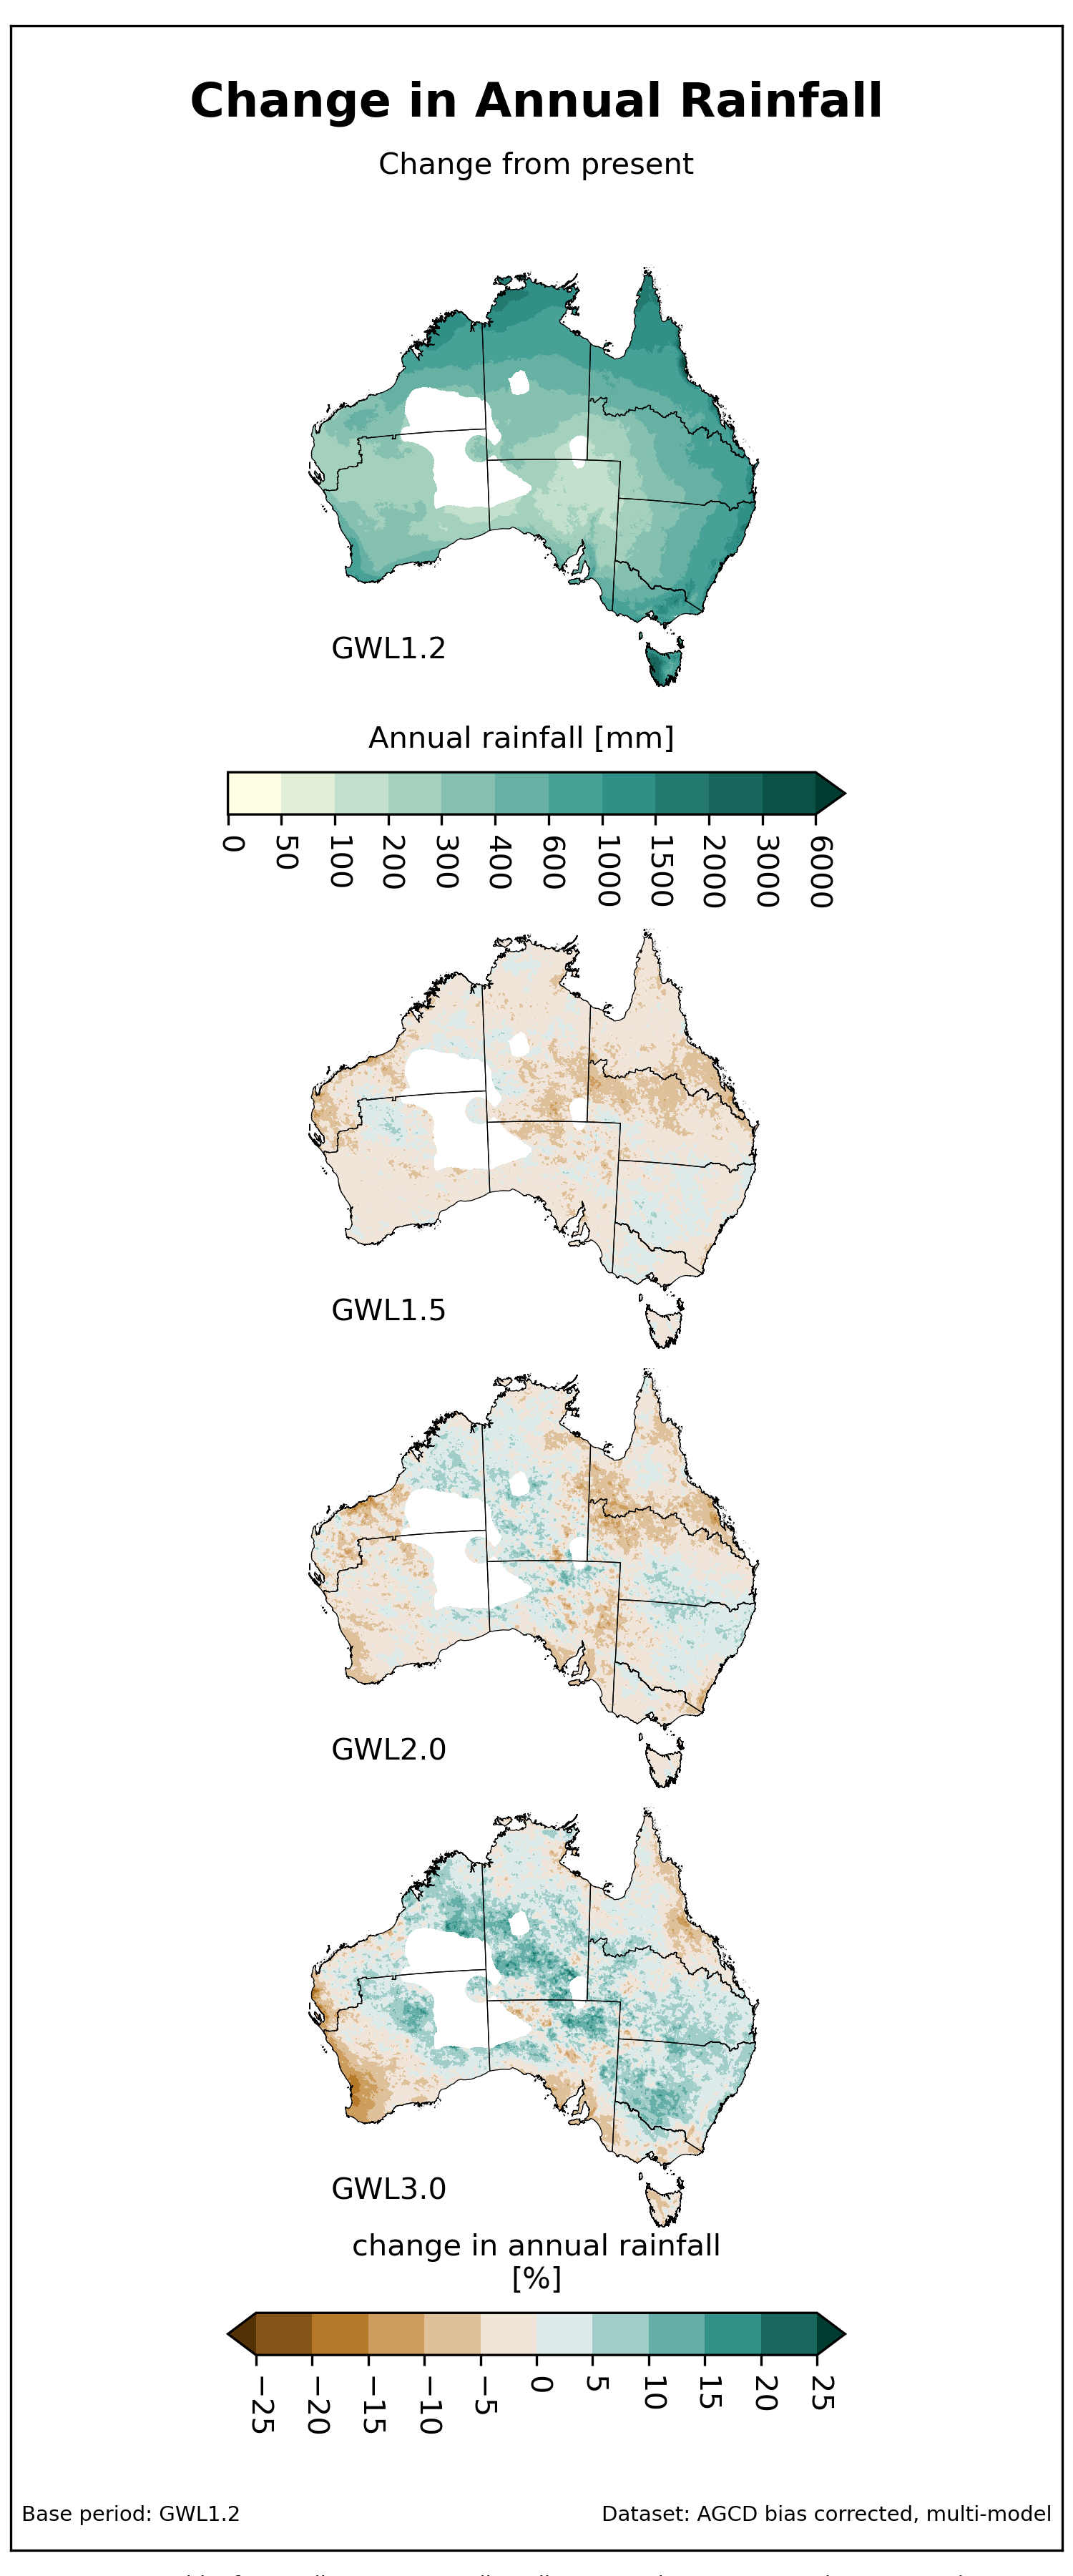 Change in Annual Rainfall
Change from present
GWL1.2
Annual rainfall [mm]
0
50
100
200
300
400
600
1000
1500
2000
3000
6000
GWL1.5
GWL2.0
GWL3.0
change in annual rainfall
[%]
−25
−20
−15
−10
−5
0
5
10
15
20
25
Base period: GWL1.2
Dataset: AGCD bias corrected, multi-model